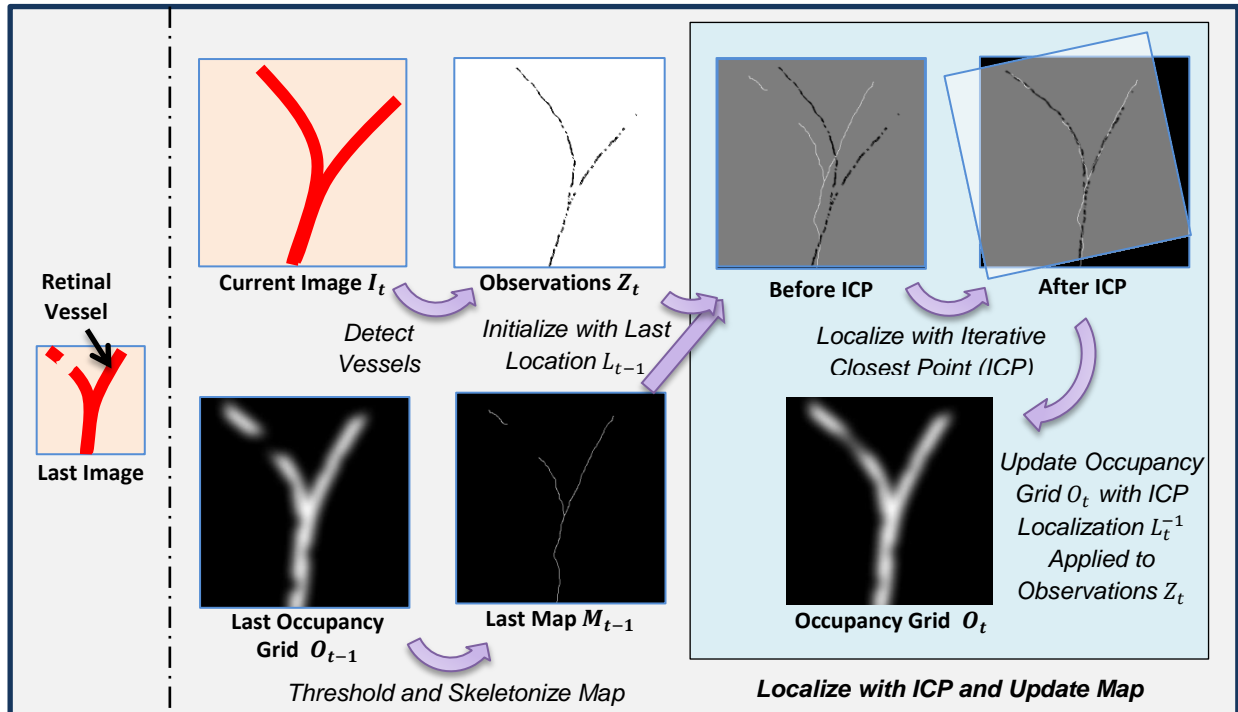 Retinal
Vessel
Last Image
Current Image I_t
Detect
Vessels
Observations Z_t
Initialize with Last
Location L_{t−1}
Last Occupancy
Grid O_{t−1}
Last Map M_{t−1}
Threshold and Skeletonize Map
Before ICP
After ICP
Localize with Iterative
Closest Point (ICP)
Update Occupancy
Grid O_t with ICP
Localization L_t^{−1}
Applied to
Observations Z_t
Occupancy Grid O_t
Localize with ICP and Update Map